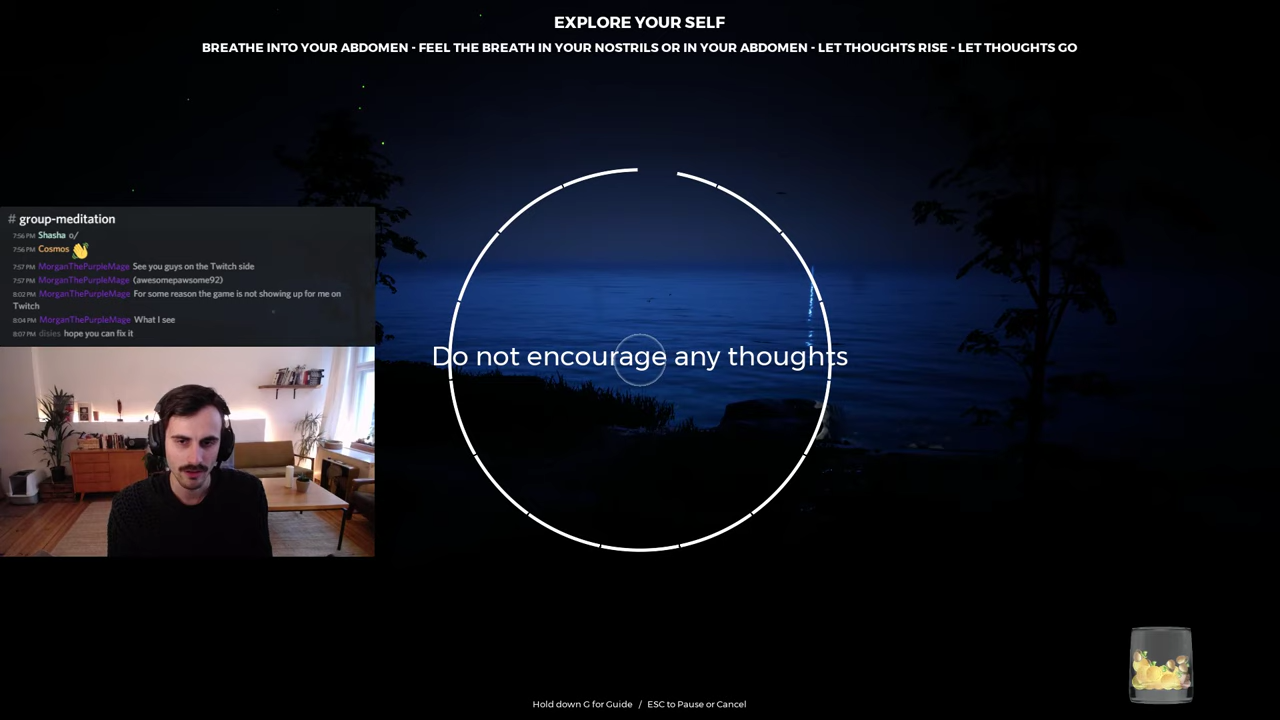 EXPLORE YOUR SELF
BREATHE INTO YOUR ABDOMEN - FEEL THE BREATH IN YOUR NOSTRILS OR IN YOUR ABDOMEN - LET THOUGHTS RISE - LET THOUGHTS GO
# group-meditation
7:56 PM Shasha o/
7:56 PM Cosmos 👋
7:57 PM MorganThePurpleMage See you guys on the Twitch side
7:57 PM MorganThePurpleMage (awesomepawsome92)
8:02 PM MorganThePurpleMage For some reason the game is not showing up for me on
Twitch
8:04 PM MorganThePurpleMage What I see
8:07 PM disies hope you can fix it
Do not encourage any thoughts
Hold down G for Guide / ESC to Pause or Cancel